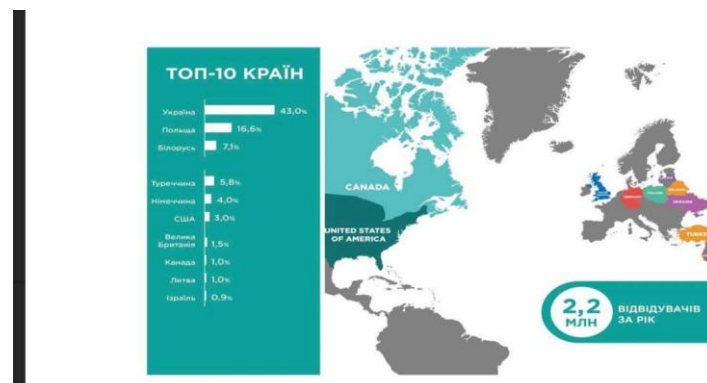 ТОП-10 КРАЇН
Україна 43,0%
Польща 16,6%
Білорусь 7,1%
Туреччина 5,8%
Німеччина 4,0%
США 3,0%
Велика
Британія 1,5%
Канада 1,0%
Литва 1,0%
Ізраїль 0,9%
CANADA
UNITED STATES
OF AMERICA
TURKEY
2,2
МЛН
ВІДВІДУВАЧІВ
ЗА РІК